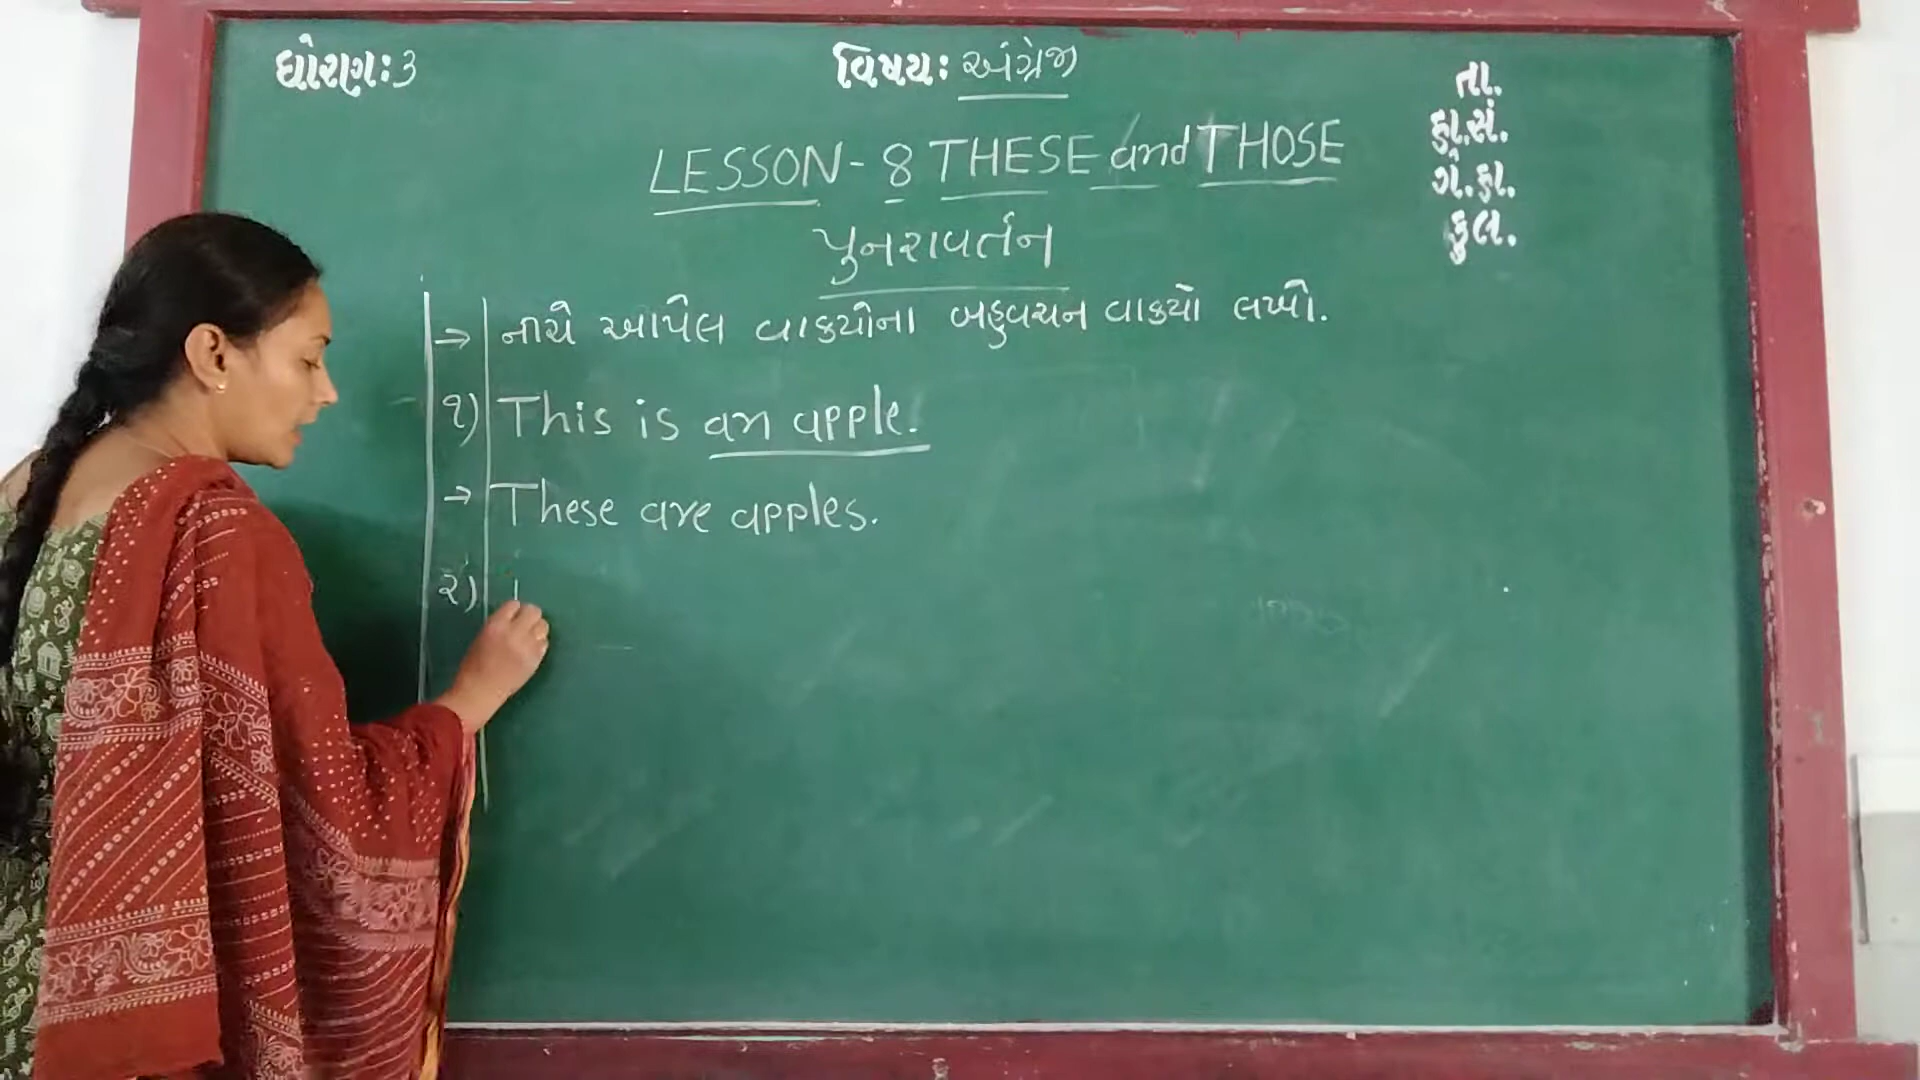 ધોરણ: 3
વિષય: અંગ્રેજી
તા.
હા.સં.
ગે.હા.
કુલ.
LESSON - 8 THESE and THOSE
પુનરાવર્તન
→ નીચે આપેલ વાક્યોના બહુવચન વાક્યો લખો.
૧) This is an apple.
→ These are apples.
૨)